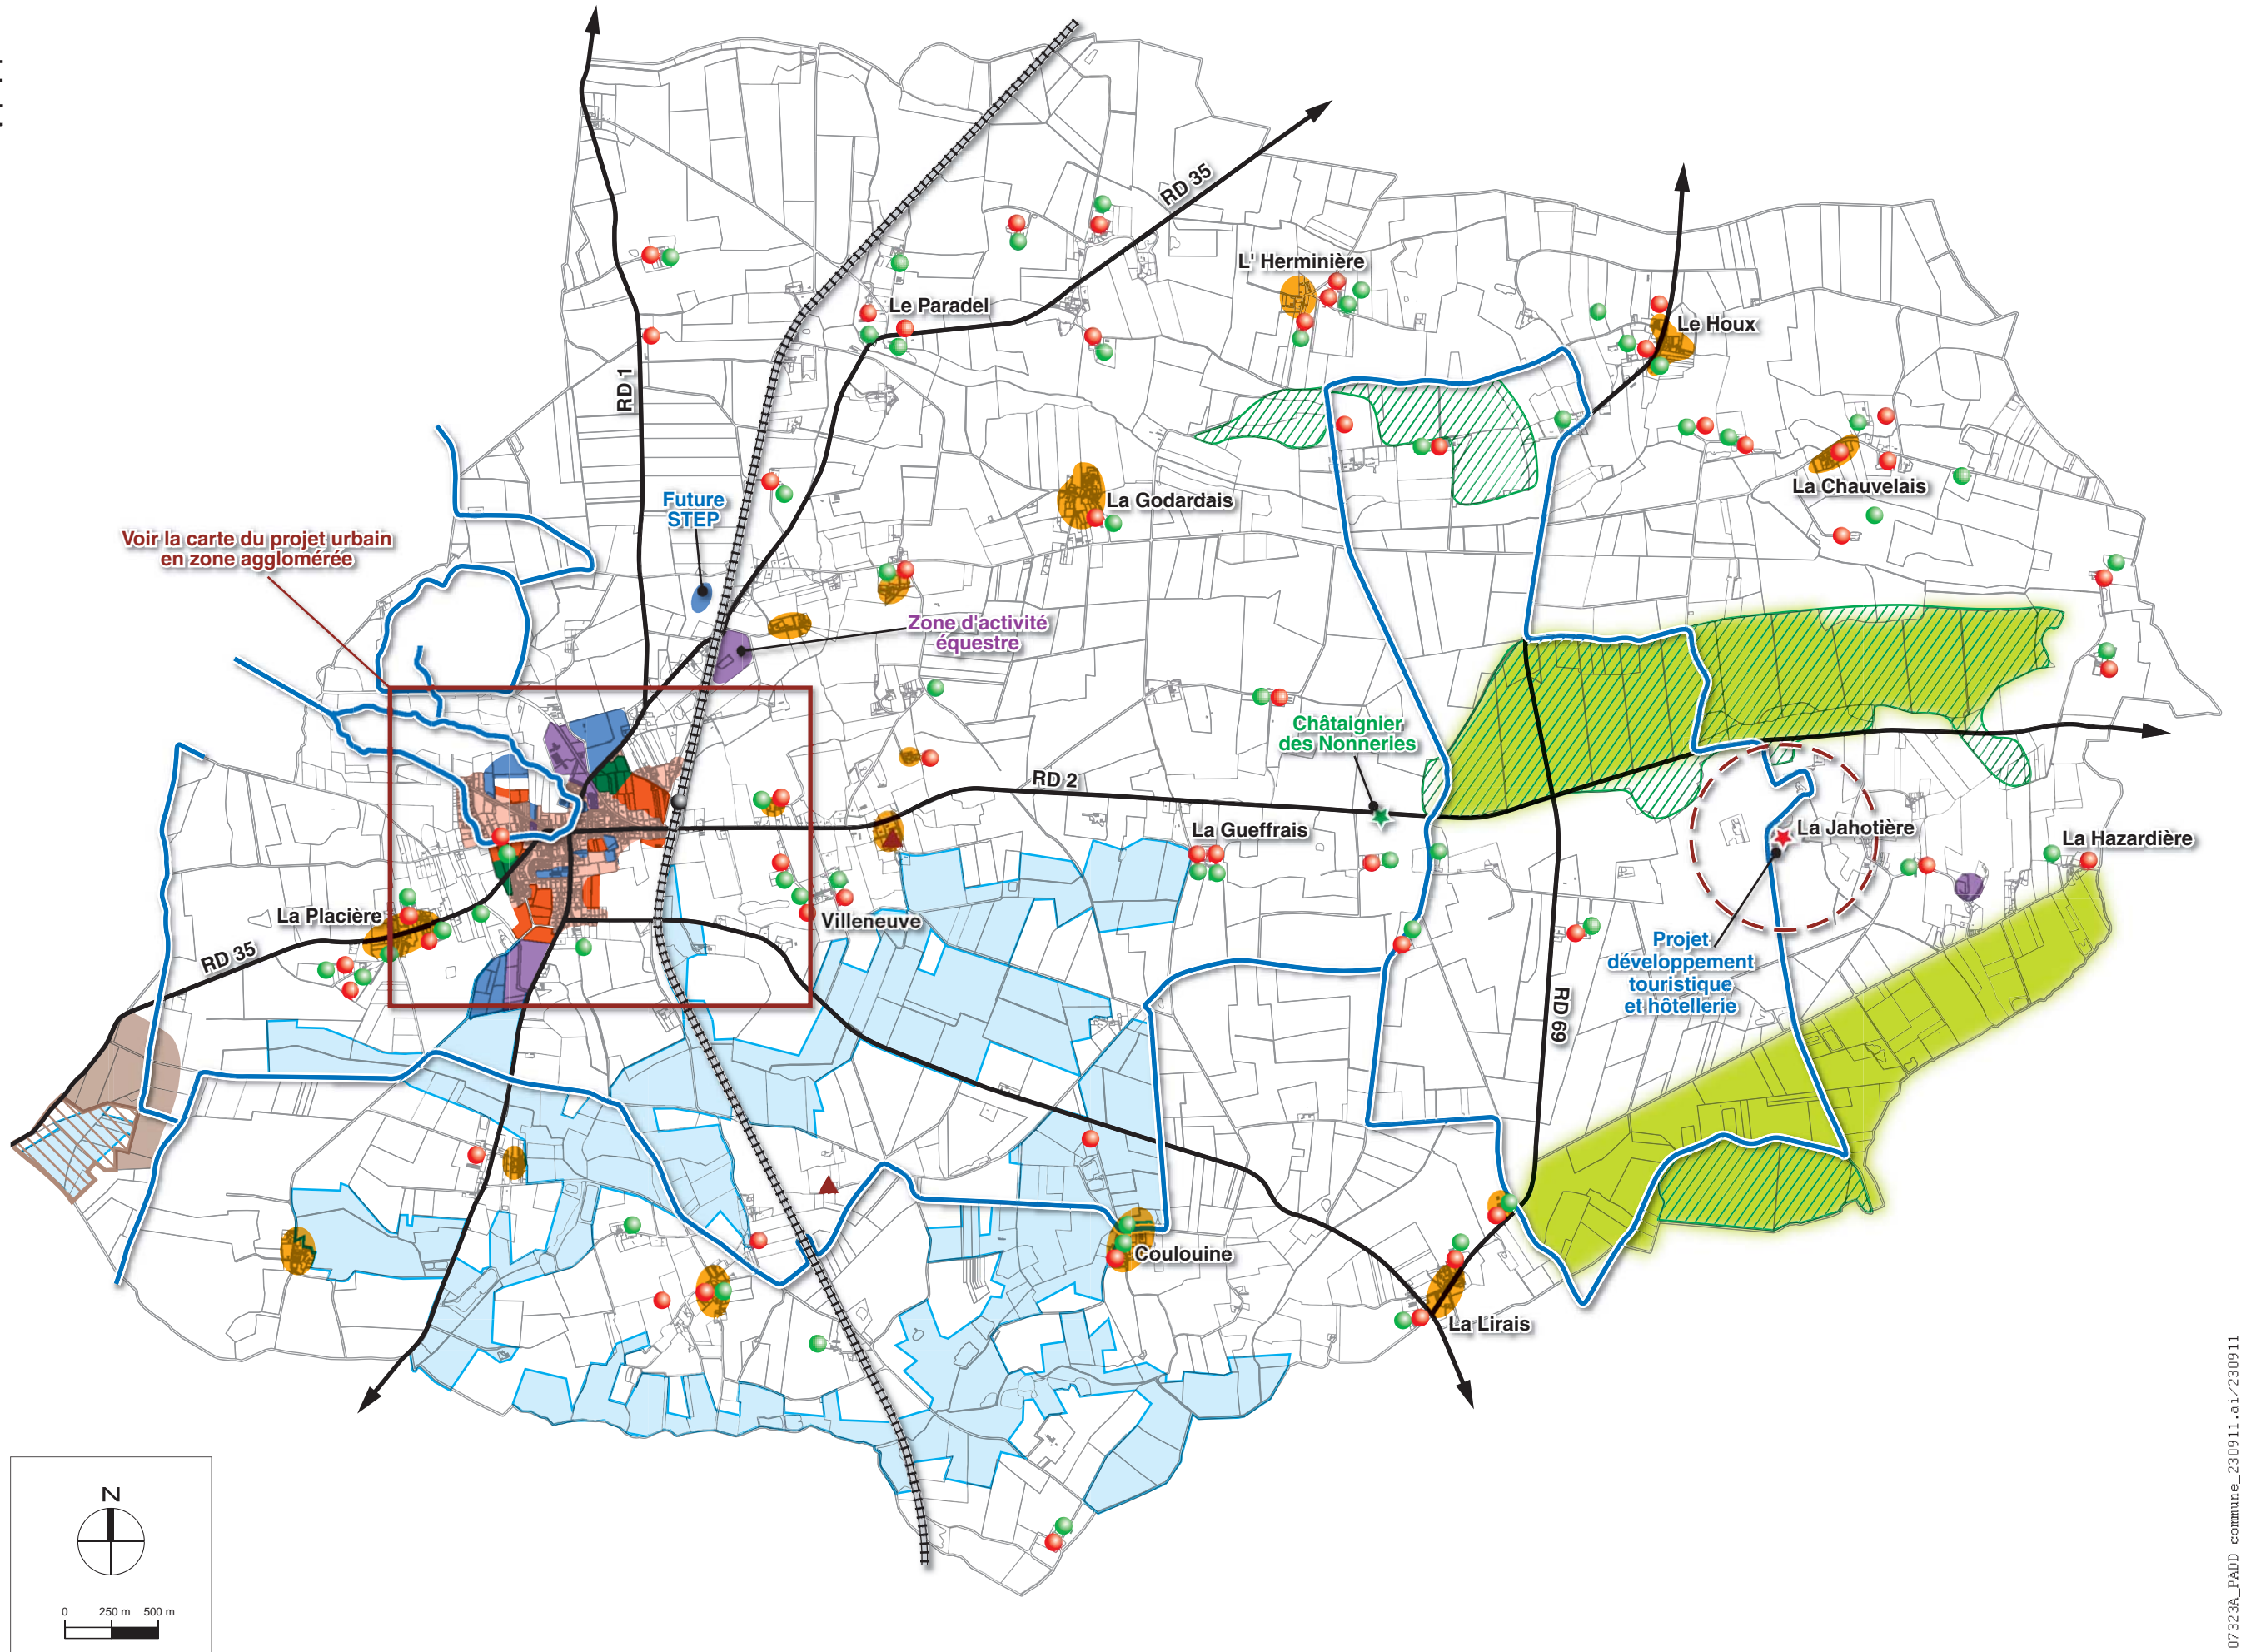 RD 35
L' Herminière
Le Paradel
Le Houx
RD 1
La Chauvelais
La Godardais
Future
STEP
Voir la carte du projet urbain
en zone agglomérée
Zone d'activité
équestre
Châtaignier
des Nonneries
RD 2
La Gueffrais
La Jahotière
La Hazardière
La Placière
Villeneuve
RD 35
Projet
développement
touristique
et hôtellerie
RD 69
Coulouine
La Lirais
N
0 250 m 500 m
07323A_PADD commune_230911.ai/230911